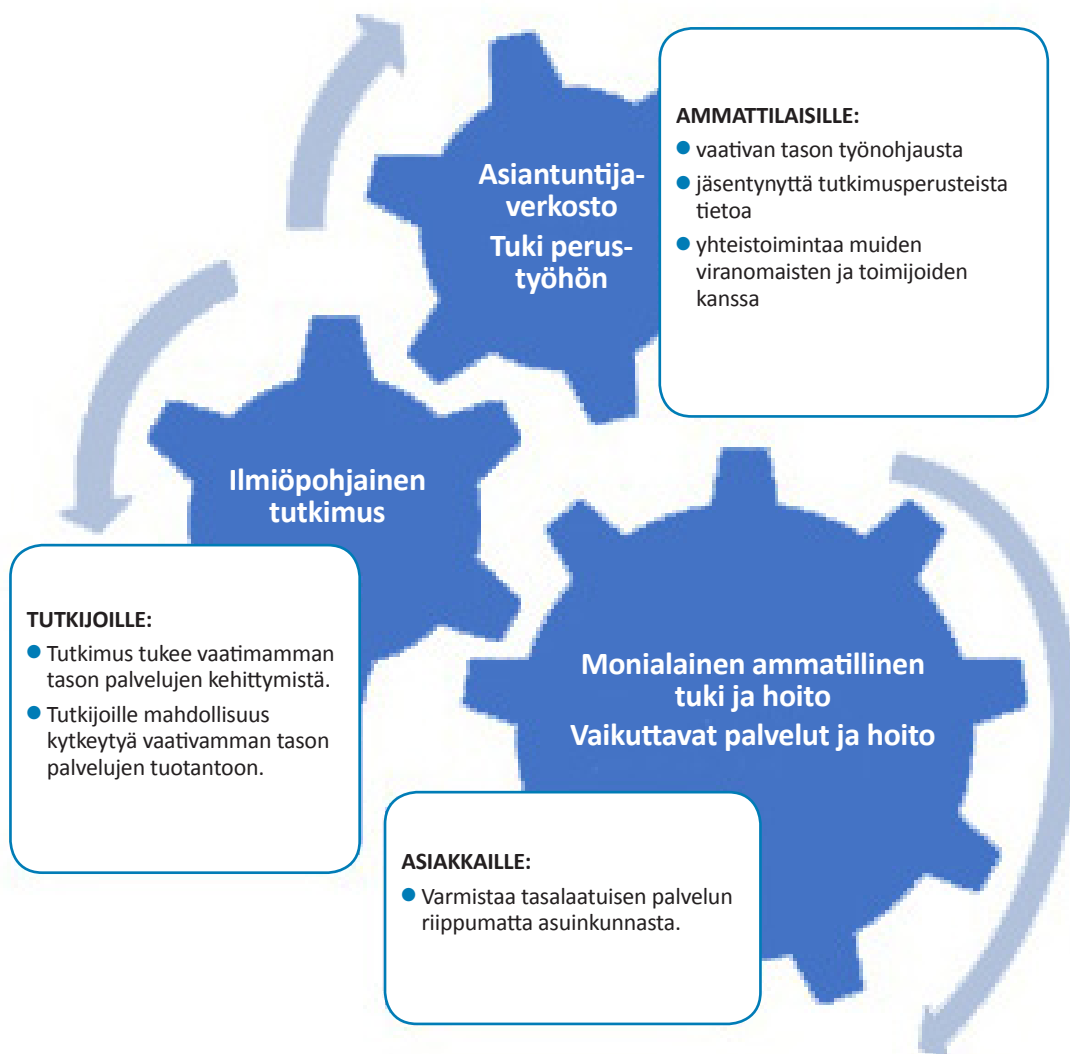 Asiantuntija-
verkosto
Tuki perus-
työhön
AMMATTILAISILLE:
● vaativan tason työnohjausta
● jäsentynyttä tutkimusperusteista
tietoa
● yhteistoimintaa muiden
viranomaisten ja toimijoiden
kanssa
Ilmiöpohjainen
tutkimus
TUTKIJOILLE:
● Tutkimus tukee vaatimamman
tason palvelujen kehittymistä.
● Tutkijoille mahdollisuus
kytkeytyä vaativamman tason
palvelujen tuotantoon.
Monialainen ammatillinen
tuki ja hoito
Vaikuttavat palvelut ja hoito
ASIAKKAILLE:
● Varmistaa tasalaatuisen palvelun
riippumatta asuinkunnasta.